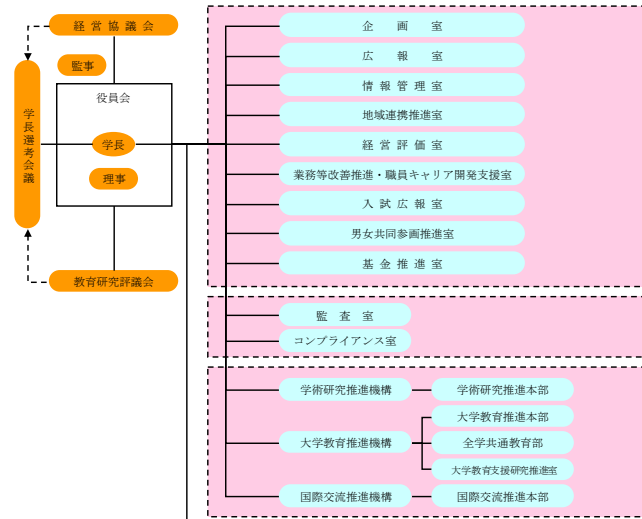 経営協議会
監事
役員会
学長
理事
学長選考会議
教育研究評議会
企画室
広報室
情報管理室
地域連携推進室
経営評価室
業務等改善推進・職員キャリア開発支援室
入試広報室
男女共同参画推進室
基金推進室
監査室
コンプライアンス室
学術研究推進機構
学術研究推進本部
大学教育推進機構
大学教育推進本部
全学共通教育部
大学教育支援研究推進室
国際交流推進機構
国際交流推進本部